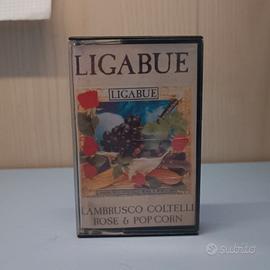 LIGABUE
LIGABUE
LAMBRUSCO COLTELLI
ROSE & POP CORN
subito